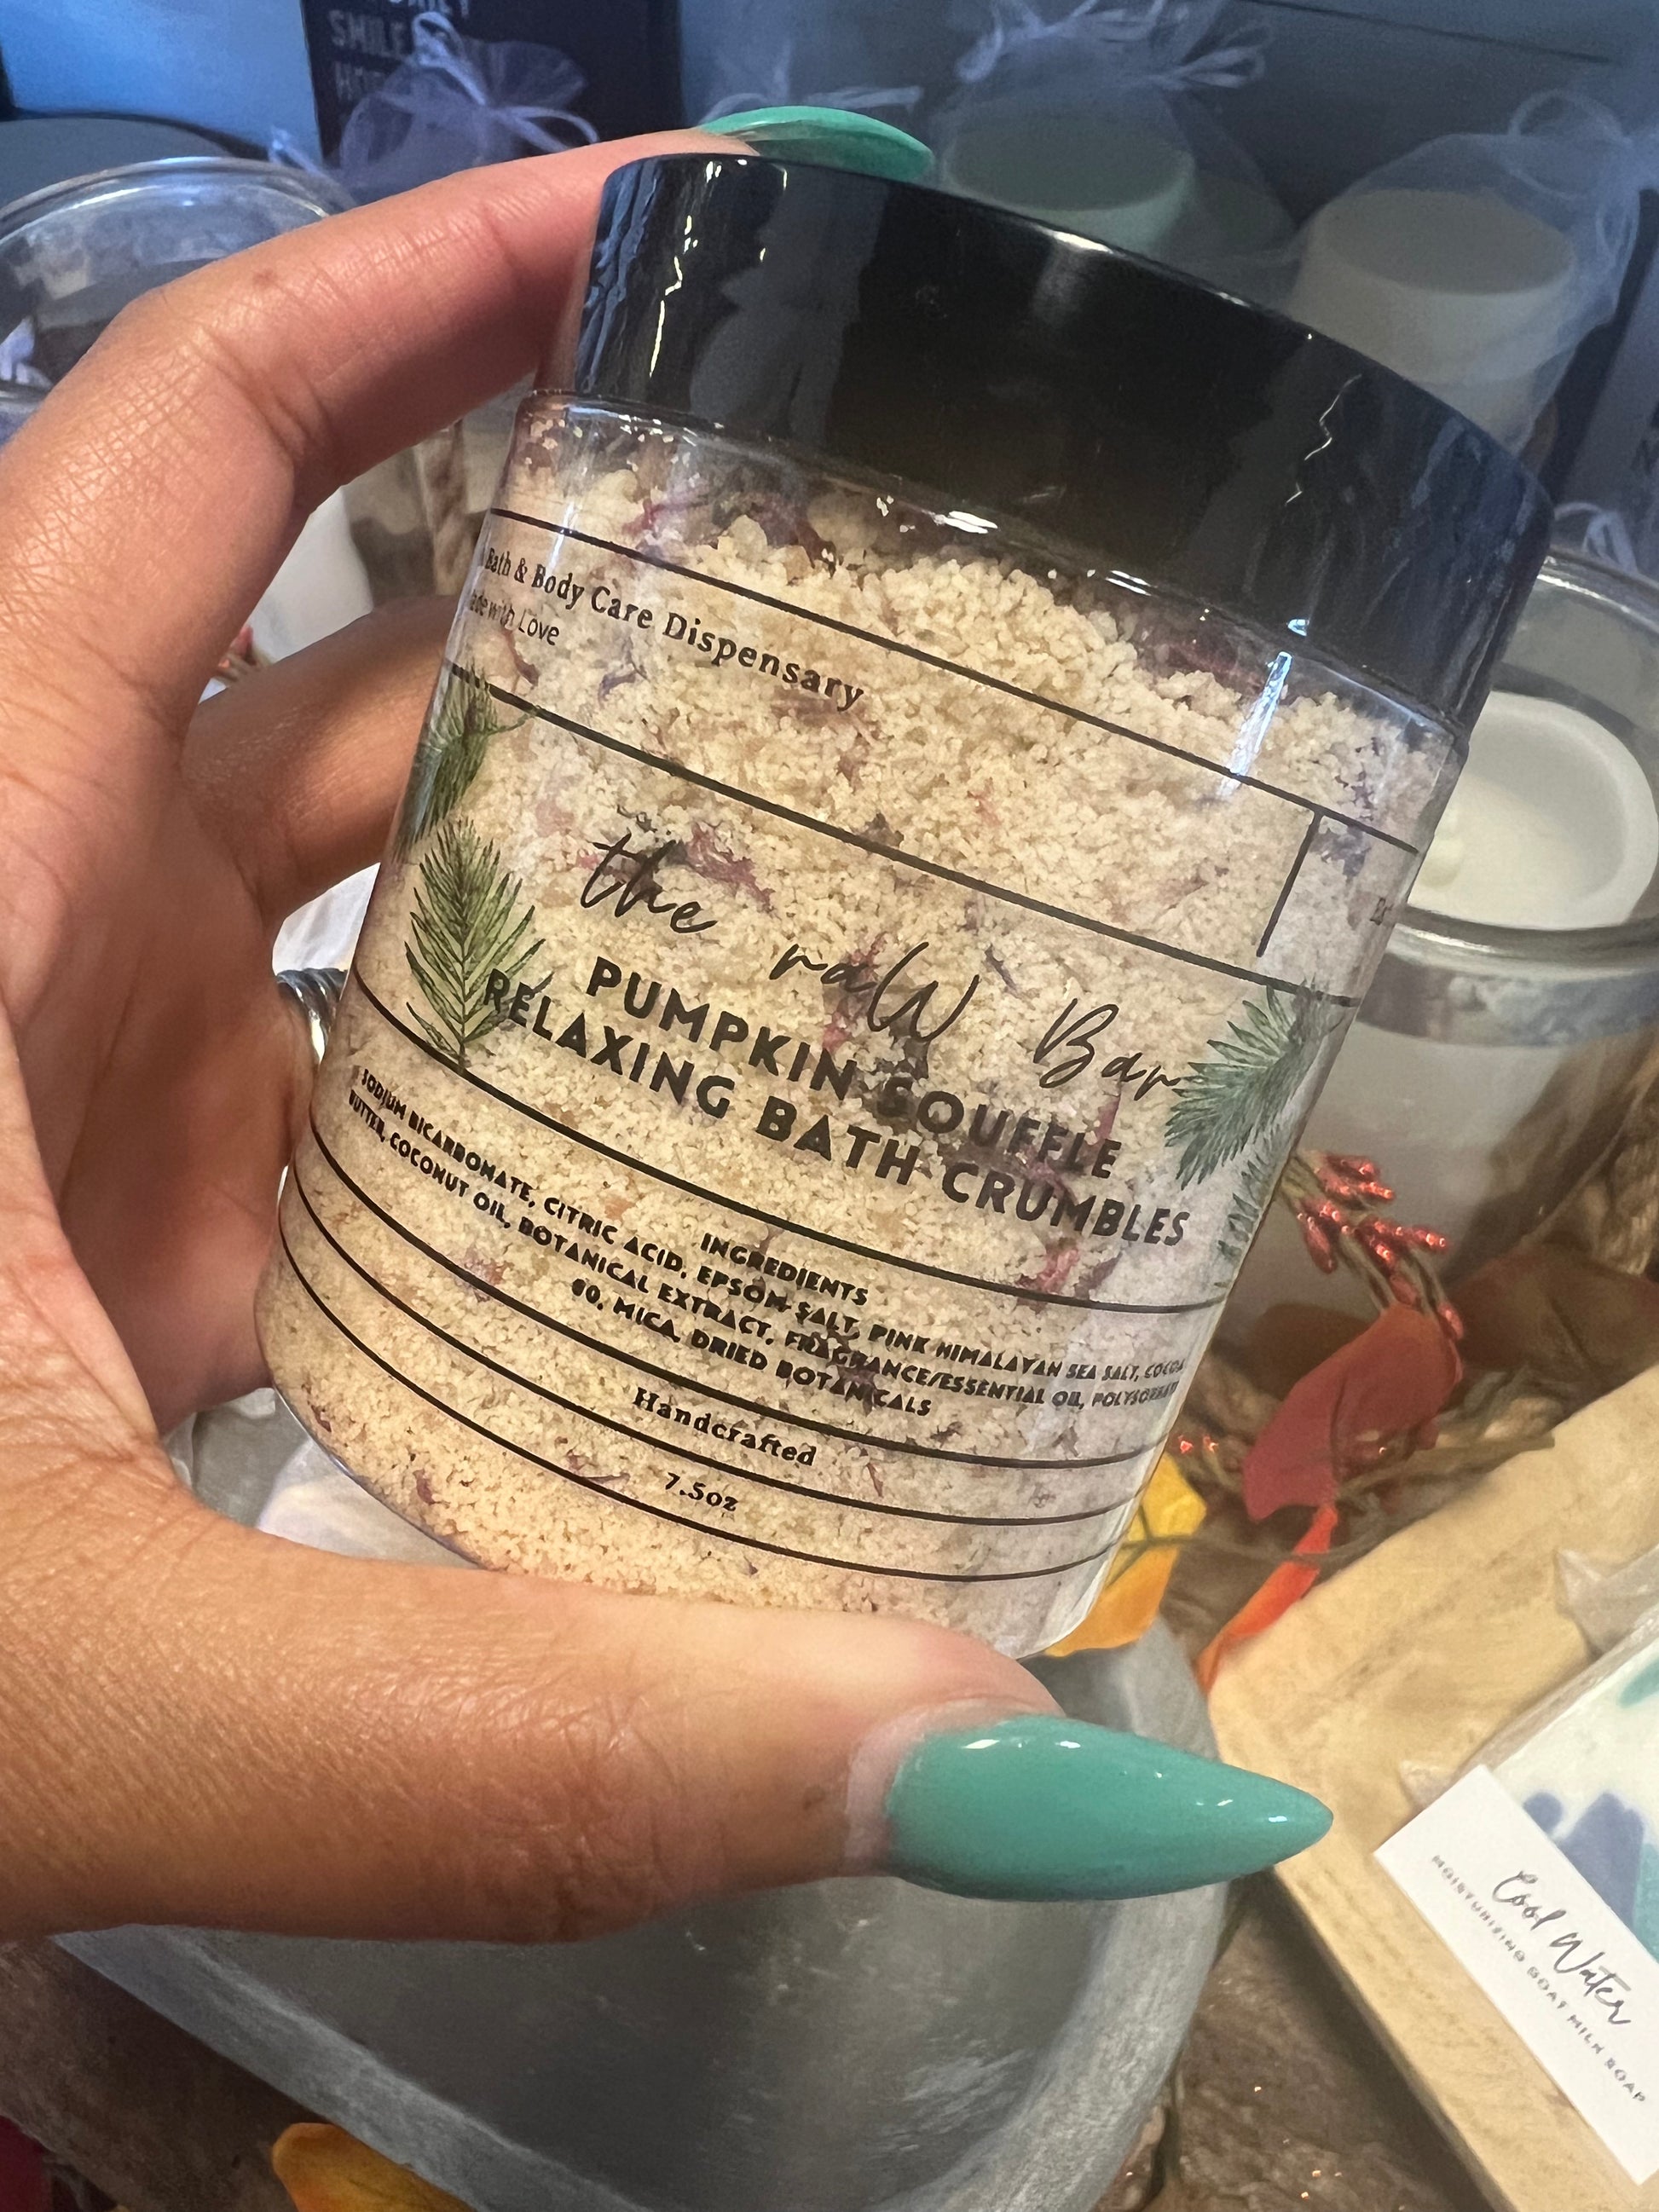 SMILE
Bath & Body Care Dispensary
with Love
the raW Bar
PUMPKIN SOUFFLE
RELAXING BATH CRUMBLES
INGREDIENTS
SODIUM BICARBONATE, CITRIC ACID, EPSOM SALT, PINK HIMALAYAN SEA SALT, COCOA
BUTTER, COCONUT OIL, BOTANICAL EXTRACT, FRAGRANCE/ESSENTIAL OIL, POLYSORBATE
80, MICA, DRIED BOTANICALS
Handcrafted
7.5oz
Cool Water
MOISTURIZING GOAT MILK SOAP